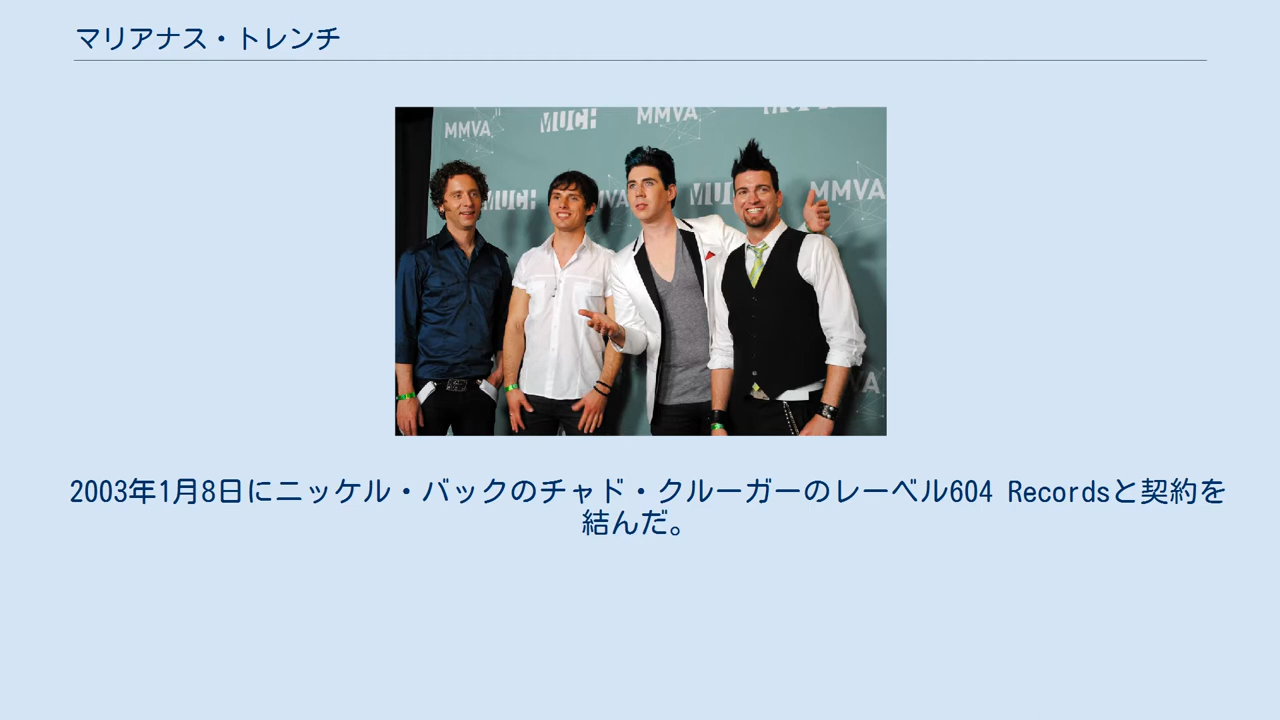 マリアナス・トレンチ
MMVA
MUCH
MMVA
MUCH
MVA
MU
MMVA
VA
2003年1月8日にニッケル・バックのチャド・クルーガーのレーベル604 Recordsと契約を
結んだ。